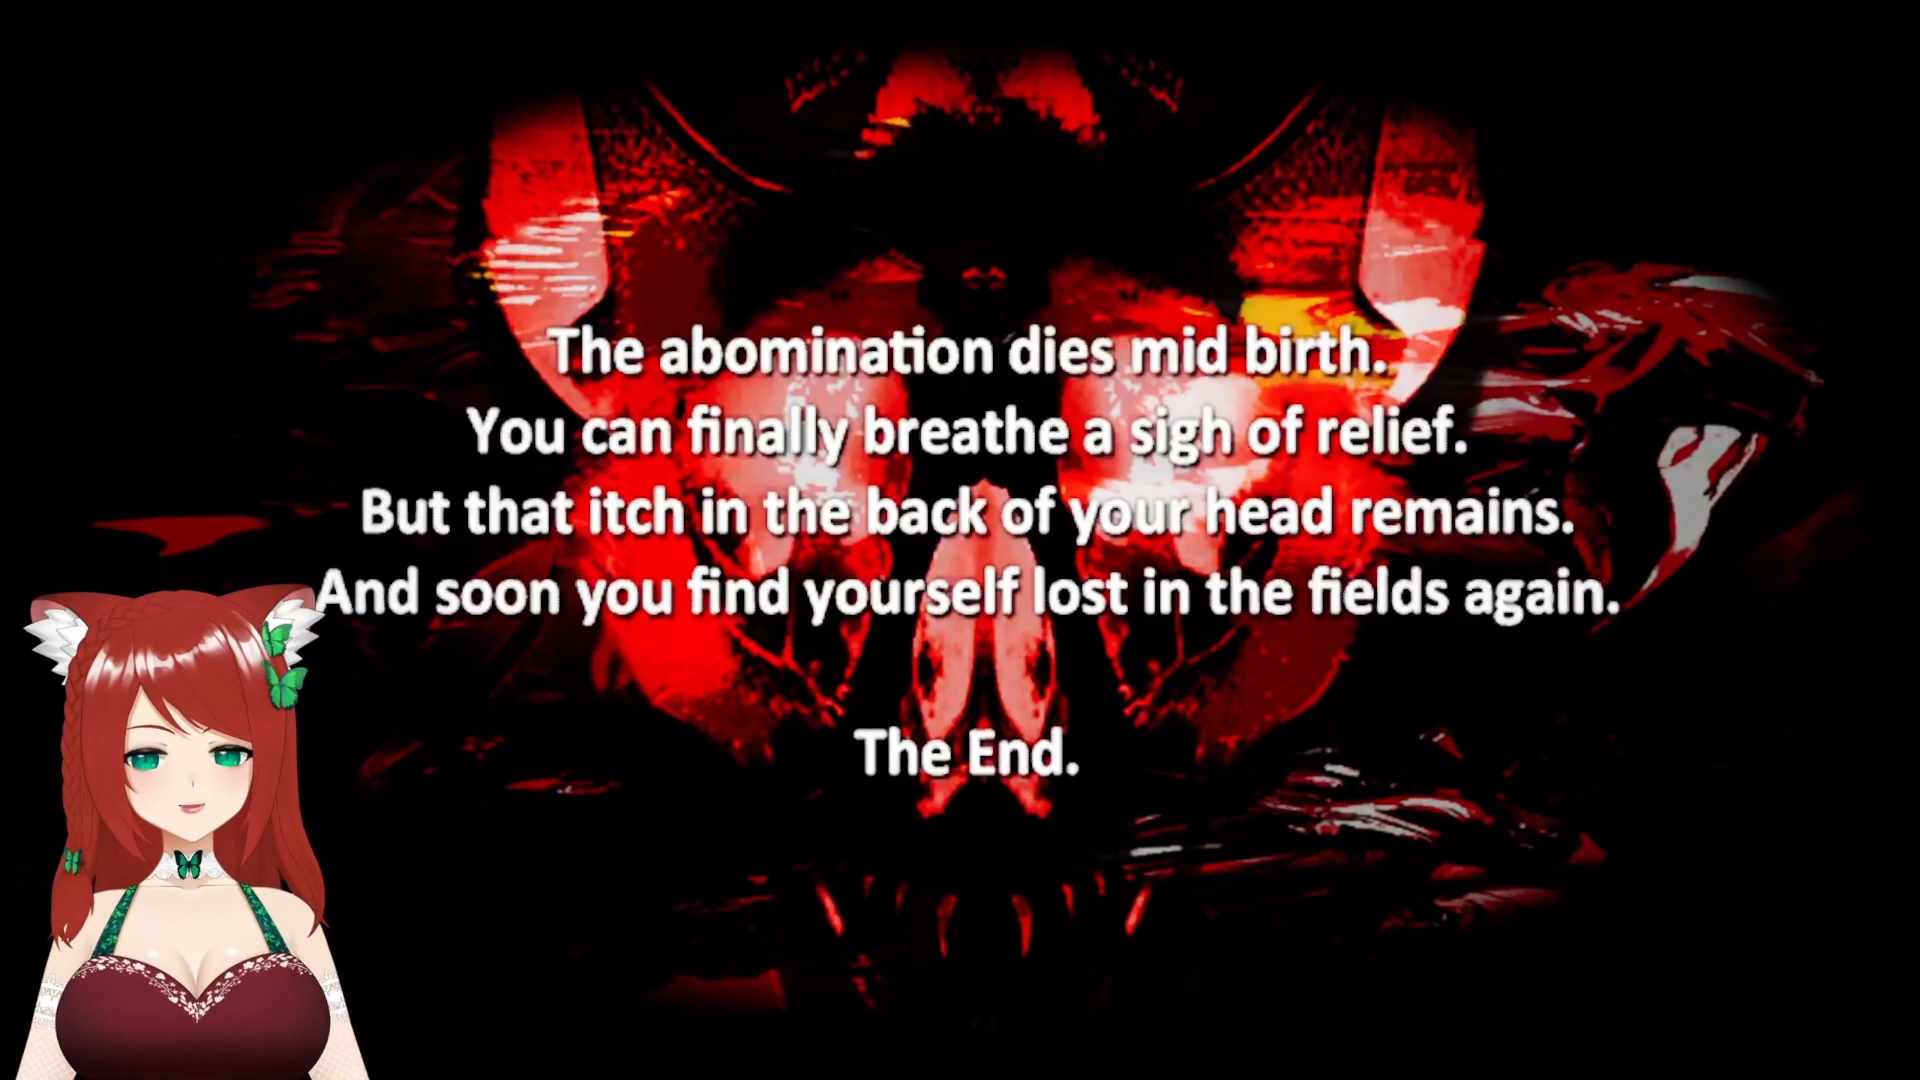 The abomination dies mid birth.
You can finally breathe a sigh of relief.
But that itch in the back of your head remains.
And soon you find yourself lost in the fields again.
The End.